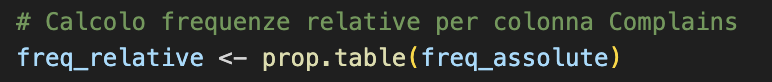 # Calcolo frequenze relative per colonna Complains
freq_relative <- prop.table(freq_assolute)